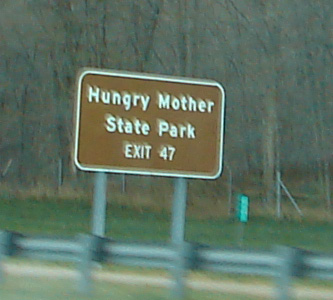 Hungry Mother
State Park
EXIT 47